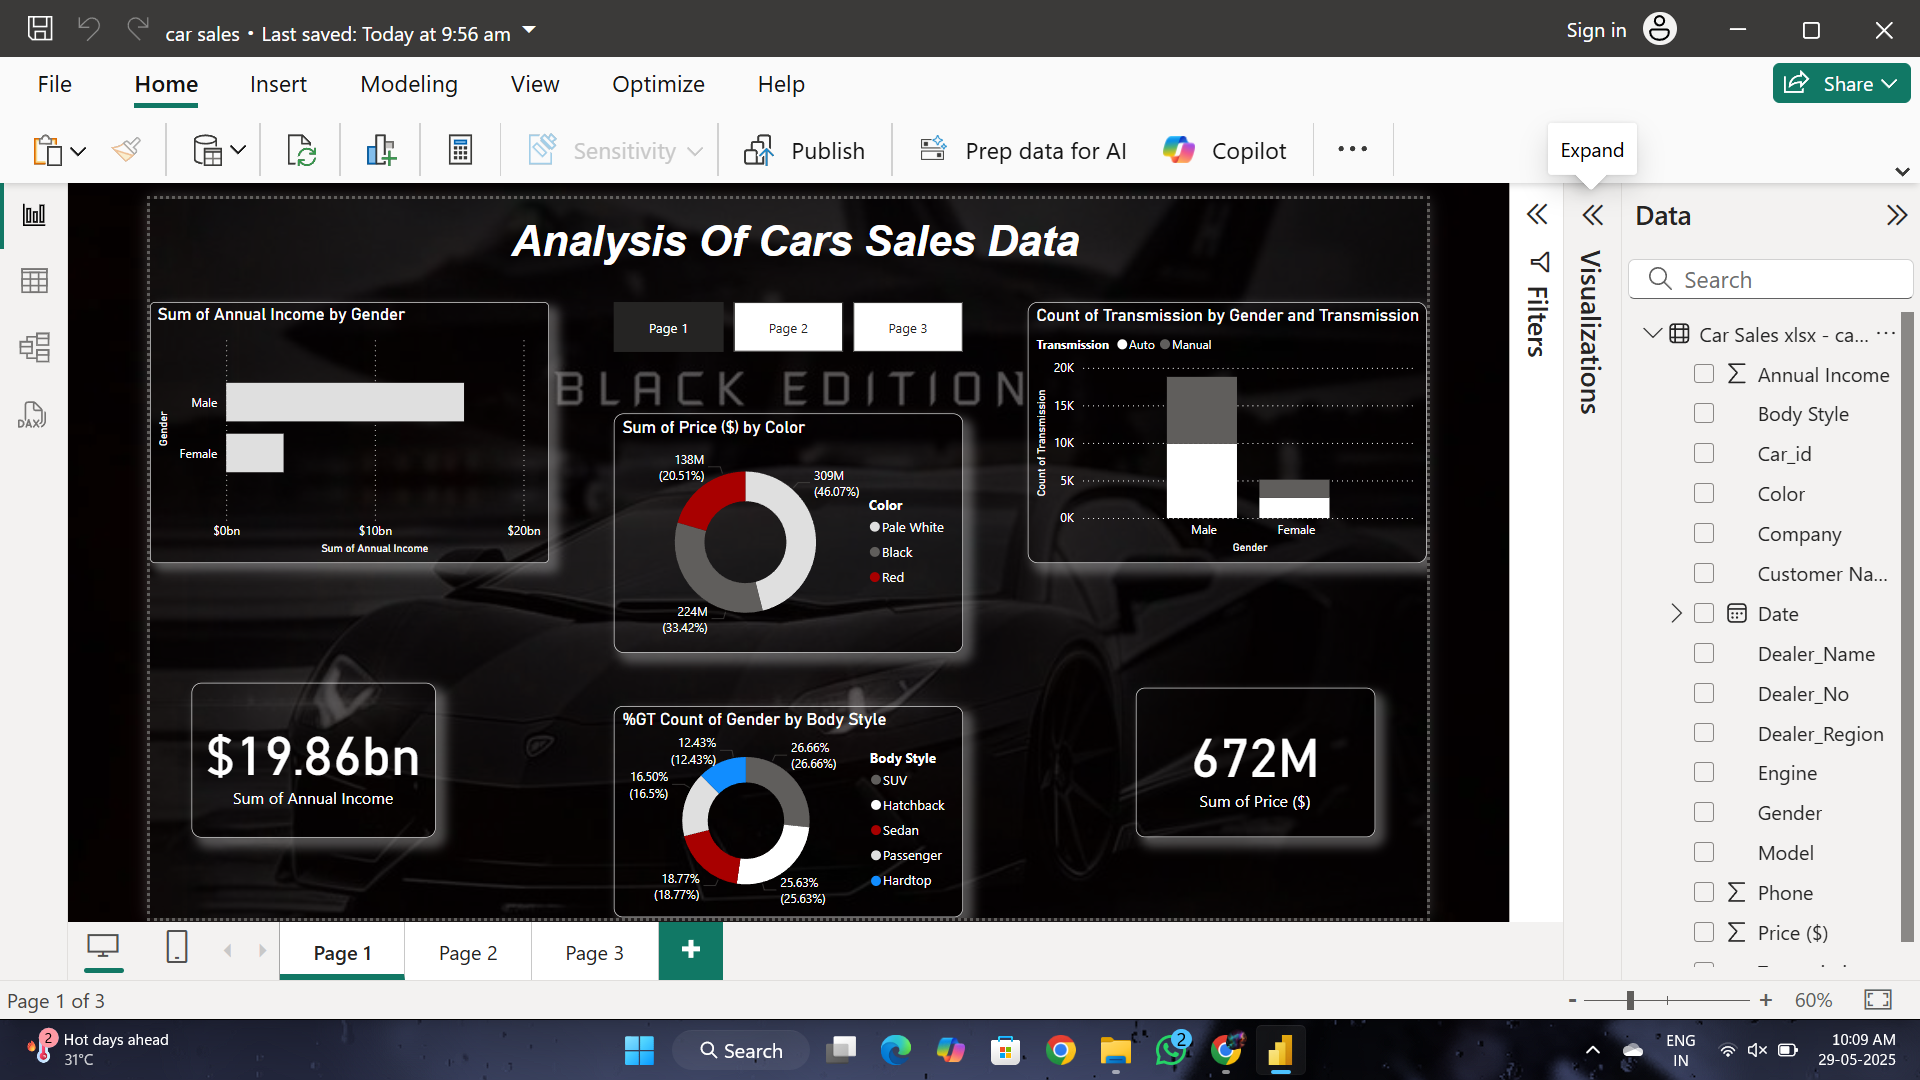 car sales • Last saved: Today at 9:56 am
Sign in
File
Home
Insert
Modeling
View
Optimize
Help
Share
Sensitivity
Publish
Prep data for AI
Copilot
Expand
Analysis Of Cars Sales Data
Sum of Annual Income by Gender
Gender
Male
Female
$0bn
$10bn
$20bn
Sum of Annual Income
Page 1
Page 2
Page 3
BLACK EDITION
Sum of Price ($) by Color
138M
(20.51%)
309M
(46.07%)
224M
(33.42%)
Color
Pale White
Black
Red
Count of Transmission by Gender and Transmission
Transmission Auto Manual
Count of Transmission
20K
15K
10K
5K
0K
Male
Female
Gender
$19.86bn
Sum of Annual Income
%GT Count of Gender by Body Style
12.43%
(12.43%)
26.66%
(26.66%)
16.50%
(16.5%)
18.77%
(18.77%)
25.63%
(25.63%)
Body Style
SUV
Hatchback
Sedan
Passenger
Hardtop
672M
Sum of Price ($)
Filters
Visualizations
Data
Search
Car Sales xlsx - ca...
Annual Income
Body Style
Car_id
Color
Company
Customer Na...
Date
Dealer_Name
Dealer_No
Dealer_Region
Engine
Gender
Model
Phone
Price ($)
DAX
Page 1
Page 2
Page 3
Page 1 of 3
- + 60%
2
Hot days ahead
31°C
Search
2
ENG
IN
10:09 AM
29-05-2025